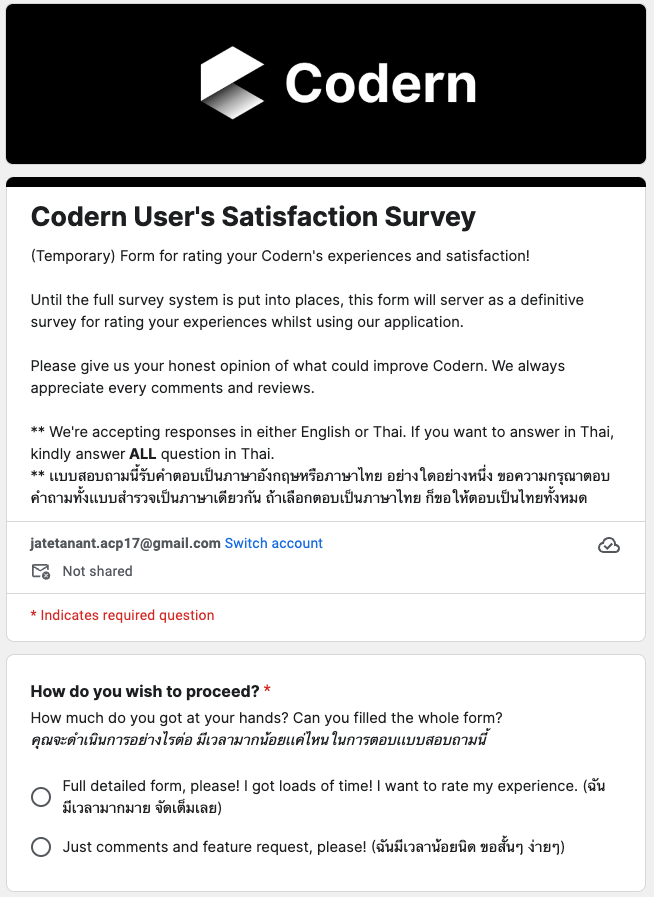 Codern
Codern User's Satisfaction Survey
(Temporary) Form for rating your Codern's experiences and satisfaction!
Until the full survey system is put into places, this form will server as a definitive
survey for rating your experiences whilst using our application.
Please give us your honest opinion of what could improve Codern. We always
appreciate every comments and reviews.
** We're accepting responses in either English or Thai. If you want to answer in Thai,
kindly answer ALL question in Thai.
** แบบสอบถามนี้รับคำตอบเป็นภาษาอังกฤษหรือภาษาไทย อย่างใดอย่างหนึ่ง ขอความกรุณาตอบ
คำถามทั้งแบบสำรวจเป็นภาษาเดียวกัน ถ้าเลือกตอบเป็นภาษาไทย ก็ขอให้ตอบเป็นไทยทั้งหมด
jatetanant.acp17@gmail.com Switch account
Not shared
* Indicates required question
How do you wish to proceed? *
How much do you got at your hands? Can you filled the whole form?
คุณจะดำเนินการอย่างไรต่อ มีเวลามากน้อยแค่ไหนในการตอบแบบสอบถามนี้
Full detailed form, please! I got loads of time! I want to rate my experience. (ฉัน
มีเวลามากมาย จัดเต็มเลย)
Just comments and feature request, please! (ฉันมีเวลาน้อยนิด ขอสั้นๆ ง่ายๆ)